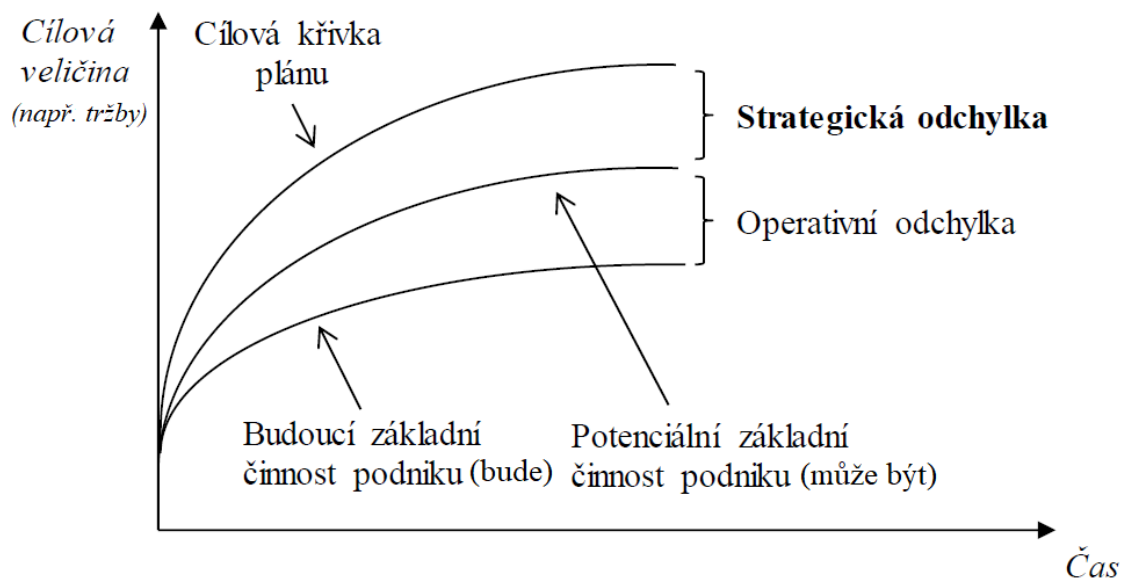 Cílová
veličina
(např. tržby)
Cílová křivka
plánu
Strategická odchylka
Operativní odchylka
Budoucí základní
činnost podniku (bude)
Potenciální základní
činnost podniku (může být)
Čas